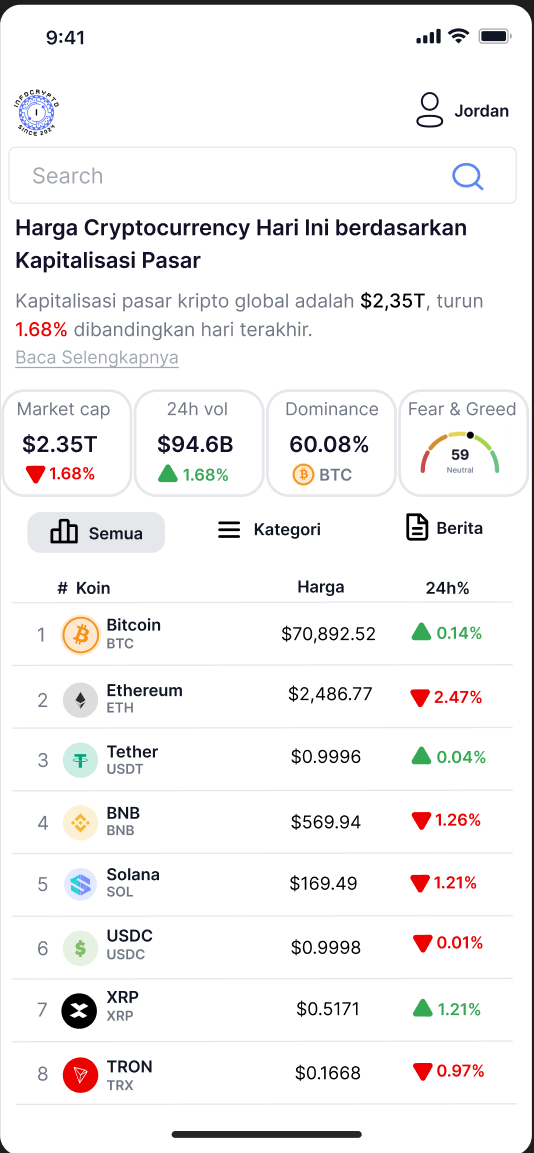 9:41
INFOCRYPTO
I
SINCE 2024
Jordan
Search
Harga Cryptocurrency Hari Ini berdasarkan
Kapitalisasi Pasar
Kapitalisasi pasar kripto global adalah $2,35T, turun
1.68% dibandingkan hari terakhir.
Baca Selengkapnya
Market cap
$2.35T
1.68%
24h vol
$94.6B
1.68%
Dominance
60.08%
BTC
Fear & Greed
59
Neutral
Semua
Kategori
Berita
# Koin Harga 24h%
1 Bitcoin BTC $70,892.52 0.14%
2 Ethereum ETH $2,486.77 2.47%
3 Tether USDT $0.9996 0.04%
4 BNB BNB $569.94 1.26%
5 Solana SOL $169.49 1.21%
6 USDC USDC $0.9998 0.01%
7 XRP XRP $0.5171 1.21%
8 TRON TRX $0.1668 0.97%